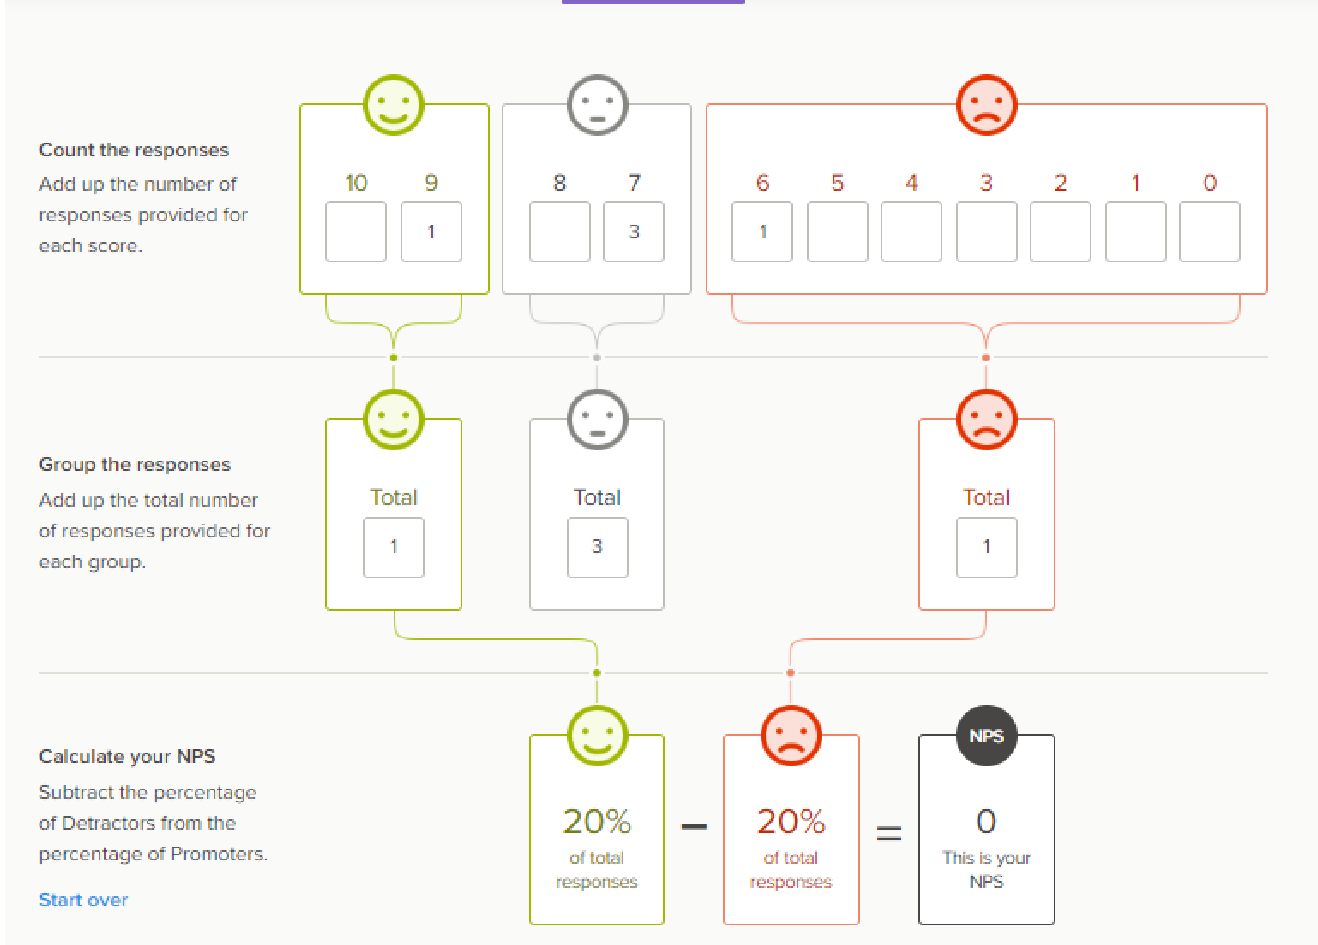 Count the responses
Add up the number of
responses provided for
each score.
10 9 8 7 6 5 4 3 2 1 0
1 3 1
Group the responses
Add up the total number
of responses provided for
each group.
Total Total Total
1 3 1
Calculate your NPS
Subtract the percentage
of Detractors from the
percentage of Promoters.
Start over
20%
of total
responses
–
20%
of total
responses
=
NPS
0
This is your
NPS